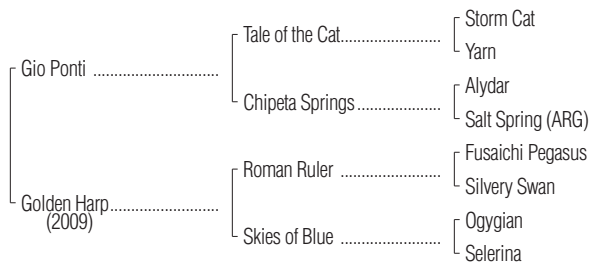 Storm Cat
Tale of the Cat
Yarn
Gio Ponti
Alydar
Chipeta Springs
Salt Spring (ARG)
Fusaichi Pegasus
Roman Ruler
Silvery Swan
Golden Harp
(2009)
Ogygian
Skies of Blue
Selerina